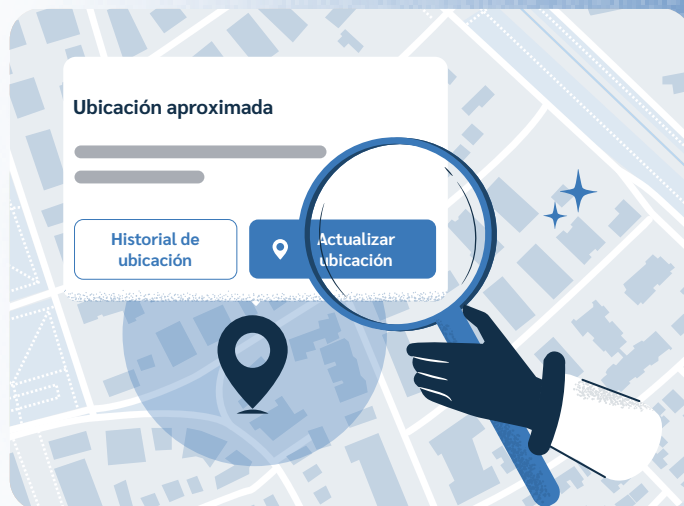 Ubicación aproximada
Historial de
ubicación
Actualizar
ubicación